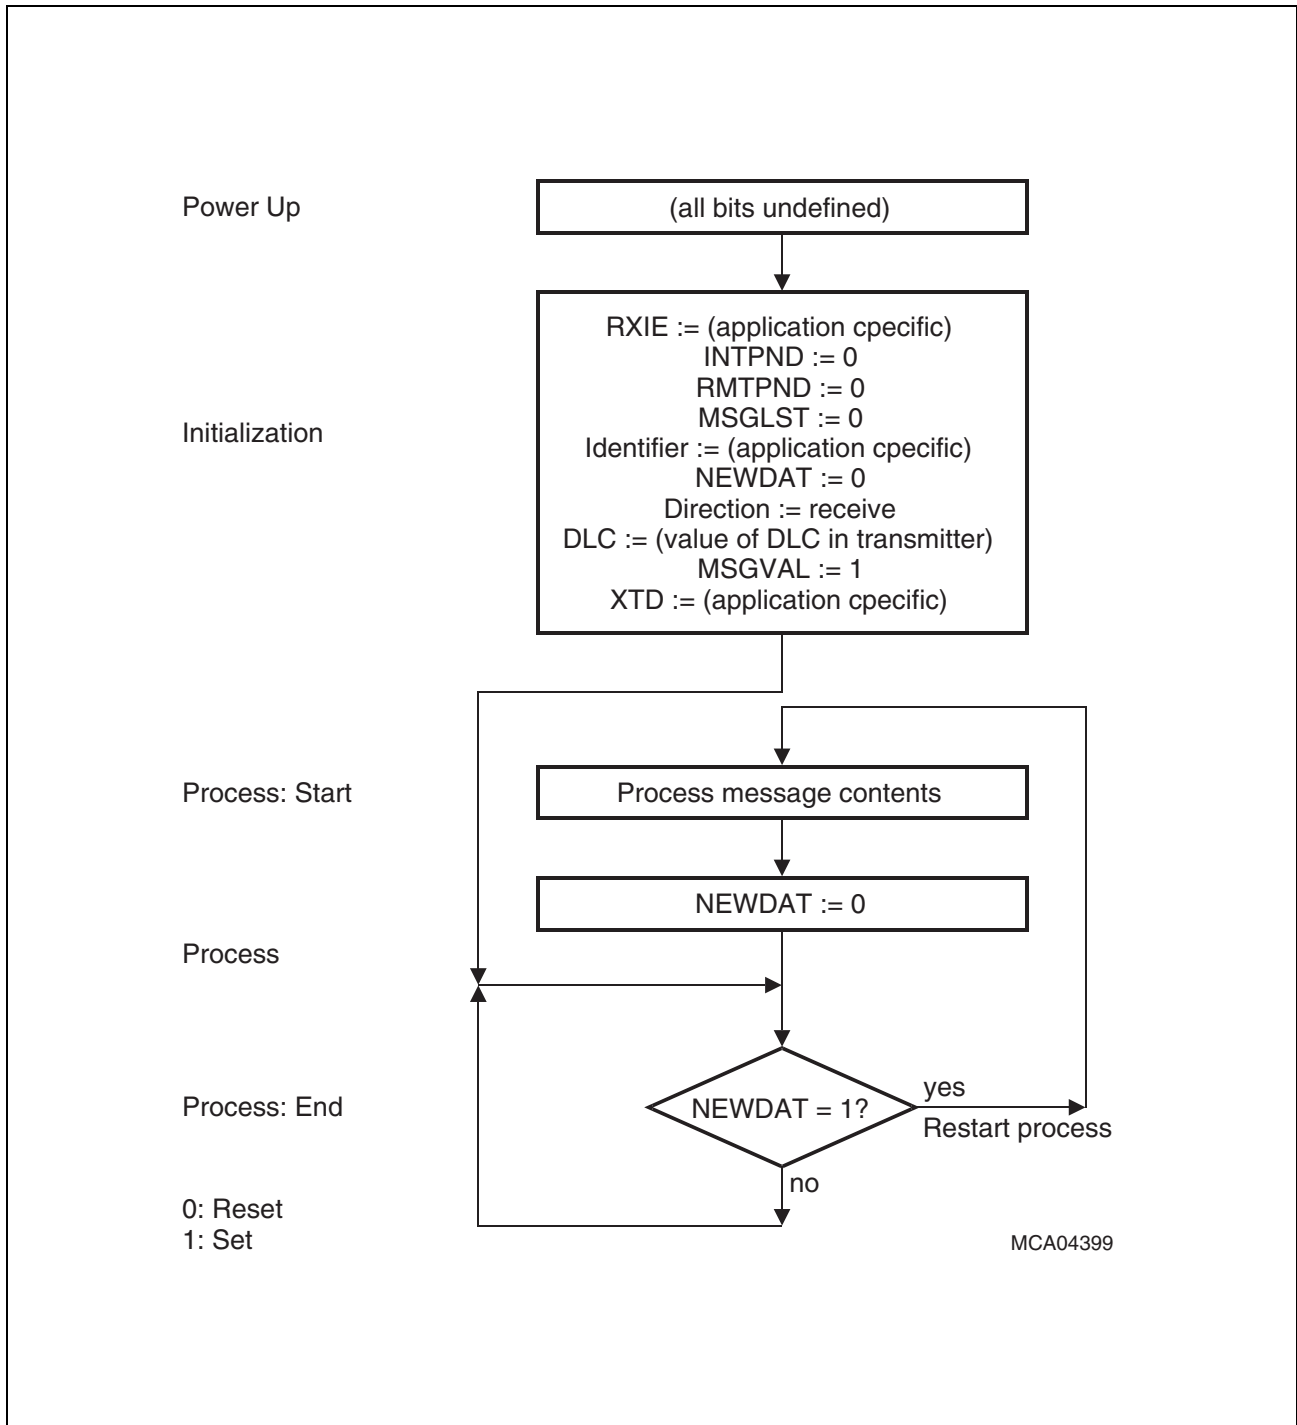 Power Up
(all bits undefined)
RXIE := (application cpecific)
INTPND := 0
RMTPND := 0
MSGLST := 0
Initialization
Identifier := (application cpecific)
NEWDAT := 0
Direction := receive
DLC := (value of DLC in transmitter)
MSGVAL := 1
XTD := (application cpecific)
Process: Start
Process message contents
NEWDAT := 0
Process
Process: End
NEWDAT = 1?
yes
Restart process
no
0: Reset
1: Set
MCA04399